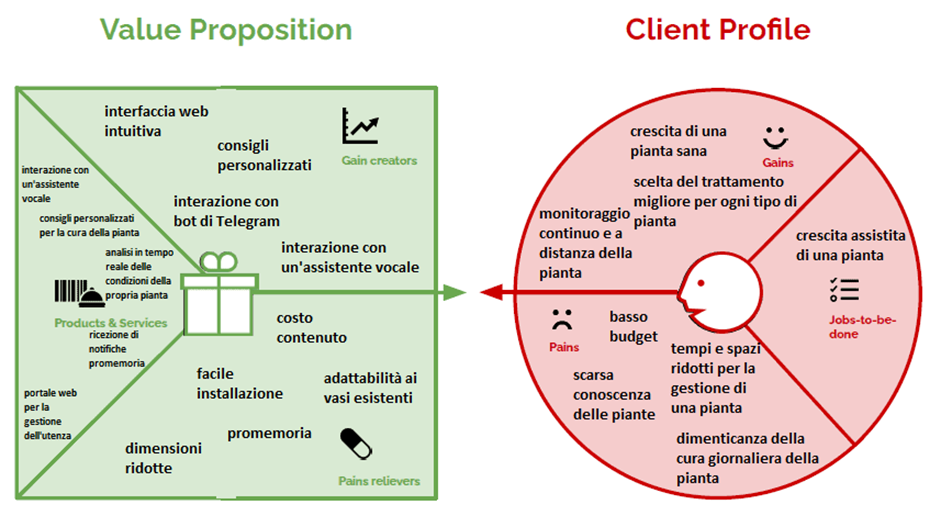 Value Proposition
Client Profile
interfaccia web
intuitiva
consigli
personalizzati
Gain creators
interazione con
un'assistente
vocale
interazione con
bot di Telegram
consigli personalizzati
per la cura della pianta
interazione con
un'assistente vocale
analisi in tempo
reale delle
condizioni della
propria pianta
Products & Services
ricezione di
notifiche
promemoria
portale web
per la
gestione
dell'utenza
costo
contenuto
facile
installazione
adattabilità ai
vasi esistenti
promemoria
dimensioni
ridotte
Pains relievers
crescita di una
pianta sana
Gains
scelta del trattamento
migliore per ogni tipo di
pianta
monitoraggio
continuo e a
distanza della
pianta
crescita assistita
di una pianta
Jobs-to-be-
done
Pains
basso
budget
tempi e spazi
ridotti per la
gestione di
una pianta
scarsa
conoscenza
delle piante
dimenticanza della
cura giornaliera della
pianta